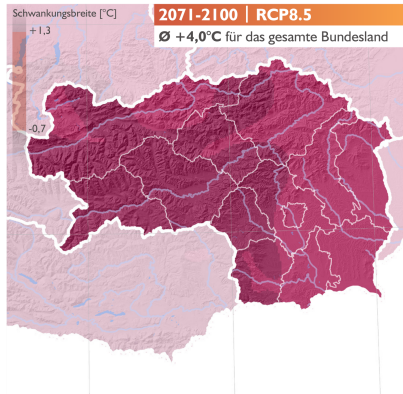 Schwankungsbreite [°C]
+1,3
-0,7
2071-2100 | RCP8.5
Ø +4,0°C für das gesamte Bundesland